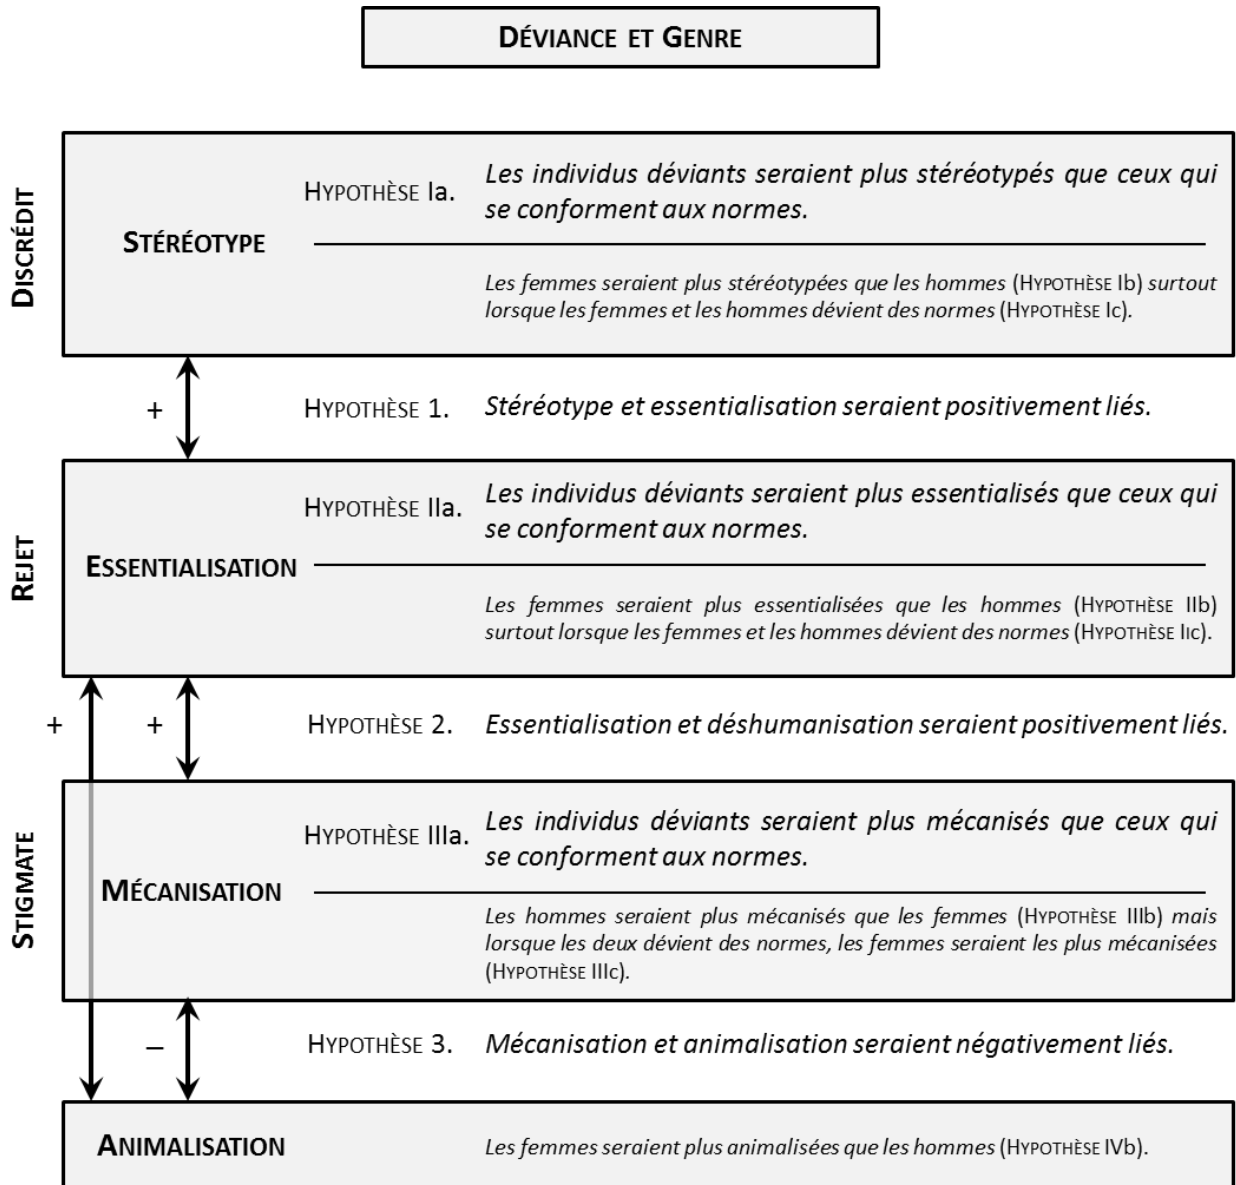 DÉVIANCE ET GENRE
DISCRÉDIT
STÉRÉOTYPE
HYPOTHÈSE Ia.
Les individus déviants seraient plus stéréotypés que ceux qui
se conforment aux normes.
Les femmes seraient plus stéréotypées que les hommes (HYPOTHÈSE Ib) surtout
lorsque les femmes et les hommes dévient des normes (HYPOTHÈSE Ic).
+
HYPOTHÈSE 1.
Stéréotype et essentialisation seraient positivement liés.
REJET
ESSENTIALISATION
HYPOTHÈSE IIa.
Les individus déviants seraient plus essentialisés que ceux qui
se conforment aux normes.
Les femmes seraient plus essentialisées que les hommes (HYPOTHÈSE IIb)
surtout lorsque les femmes et les hommes dévient des normes (HYPOTHÈSE IIC).
+
+
HYPOTHÈSE 2.
Essentialisation et déshumanisation seraient positivement liés.
STIGMATE
MÉCANISATION
HYPOTHÈSE IIIa.
Les individus déviants seraient plus mécanisés que ceux qui
se conforment aux normes.
Les hommes seraient plus mécanisés que les femmes (HYPOTHÈSE IIIb) mais
lorsque les deux dévient des normes, les femmes seraient les plus mécanisées
(HYPOTHÈSE IIIc).
–
HYPOTHÈSE 3.
Mécanisation et animalisation seraient négativement liés.
ANIMALISATION
Les femmes seraient plus animalisées que les hommes (HYPOTHÈSE IVb).